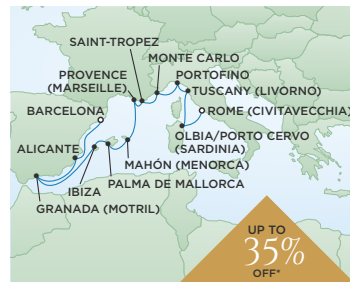 SAINT-TROPEZ
MONTE CARLO
PROVENCE
(MARSEILLE)
PORTOFINO
TUSCANY (LIVORNO)
BARCELONA
ROME (CIVITAVECCHIA)
ALICANTE
OLBIA/PORTO CERVO
(SARDINIA)
MAHÓN (MENORCA)
IBIZA
PALMA DE MALLORCA
GRANADA (MOTRIL)
UP TO
35%
OFF*